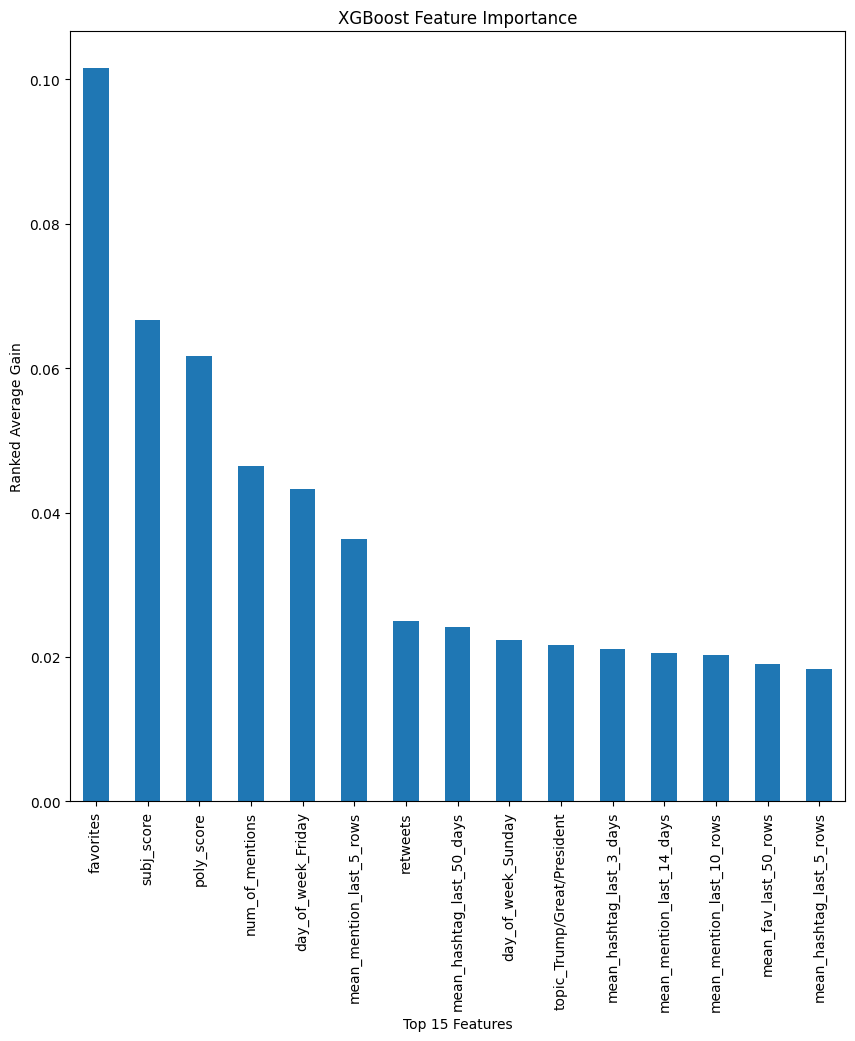 XGBoost Feature Importance
Ranked Average Gain
0.10
0.08
0.06
0.04
0.02
0.00
favorites
subj_score
poly_score
num_of_mentions
day_of_week_Friday
mean_mention_last_5_rows
retweets
mean_hashtag_last_50_days
day_of_week_Sunday
topic_Trump/Great/President
mean_hashtag_last_3_days
mean_mention_last_14_days
mean_mention_last_10_rows
mean_fav_last_50_rows
mean_hashtag_last_5_rows
Top 15 Features